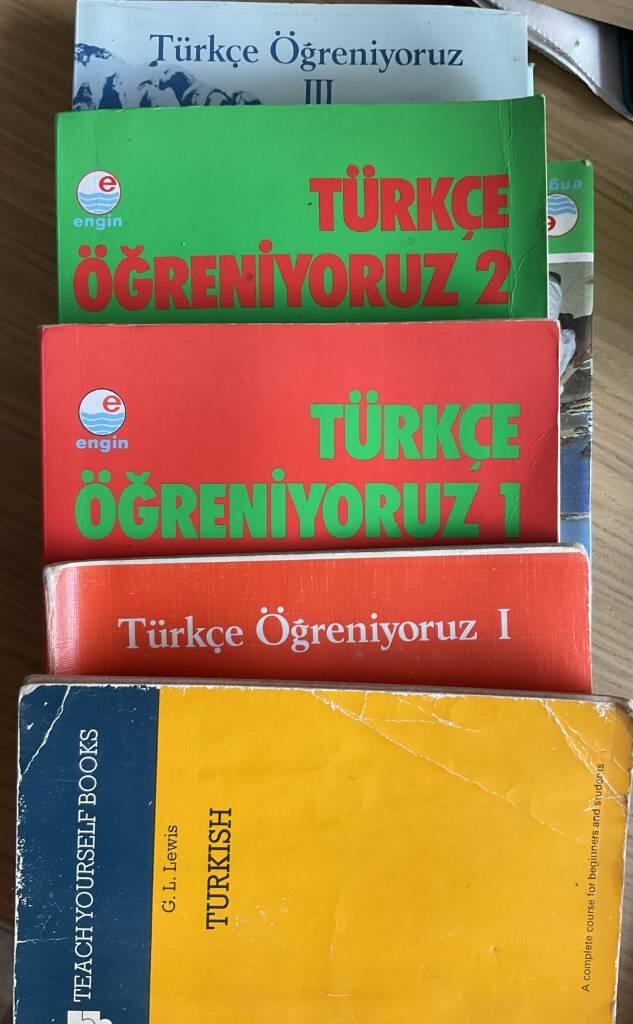 Türkçe Öğreniyoruz
III
e
engin
TÜRKÇE
ÖĞRENİYORUZ 2
e
eng
e
engin
TÜRKÇE
ÖĞRENİYORUZ 1
Türkçe Öğreniyoruz I
TEACH YOURSELF BOOKS
G. L. Lewis
TURKISH
A complete course for beginners and students